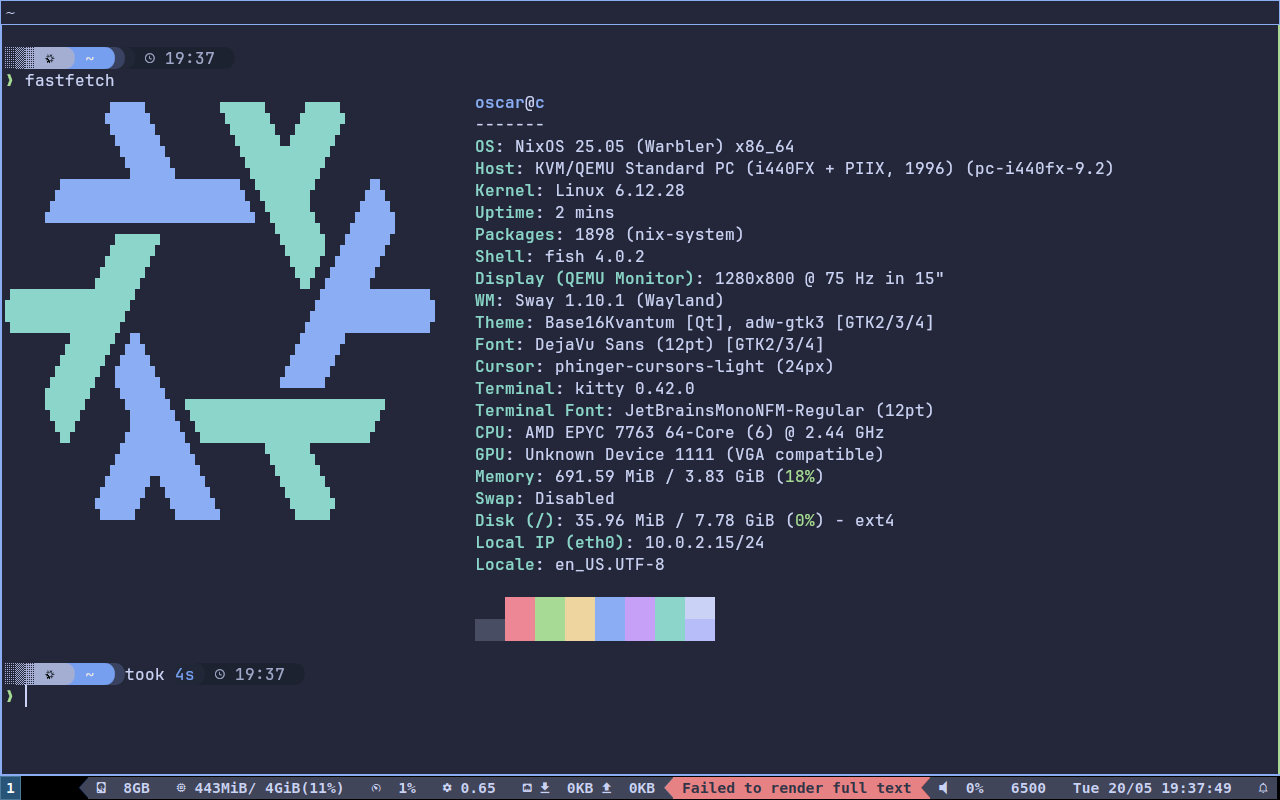 ~
~ 19:37
❯ fastfetch
oscar@c
-------
OS: NixOS 25.05 (Warbler) x86_64
Host: KVM/QEMU Standard PC (i440FX + PIIX, 1996) (pc-i440fx-9.2)
Kernel: Linux 6.12.28
Uptime: 2 mins
Packages: 1898 (nix-system)
Shell: fish 4.0.2
Display (QEMU Monitor): 1280x800 @ 75 Hz in 15"
WM: Sway 1.10.1 (Wayland)
Theme: Base16Kvantum [Qt], adw-gtk3 [GTK2/3/4]
Font: DejaVu Sans (12pt) [GTK2/3/4]
Cursor: phinger-cursors-light (24px)
Terminal: kitty 0.42.0
Terminal Font: JetBrainsMonoNFM-Regular (12pt)
CPU: AMD EPYC 7763 64-Core (6) @ 2.44 GHz
GPU: Unknown Device 1111 (VGA compatible)
Memory: 691.59 MiB / 3.83 GiB (18%)
Swap: Disabled
Disk (/): 35.96 MiB / 7.78 GiB (0%) - ext4
Local IP (eth0): 10.0.2.15/24
Locale: en_US.UTF-8
~ took 4s 19:37
❯
1 8GB 443MiB/ 4GiB(11%) 1% 0.65 0KB 0KB Failed to render full text 0% 6500 Tue 20/05 19:37:49